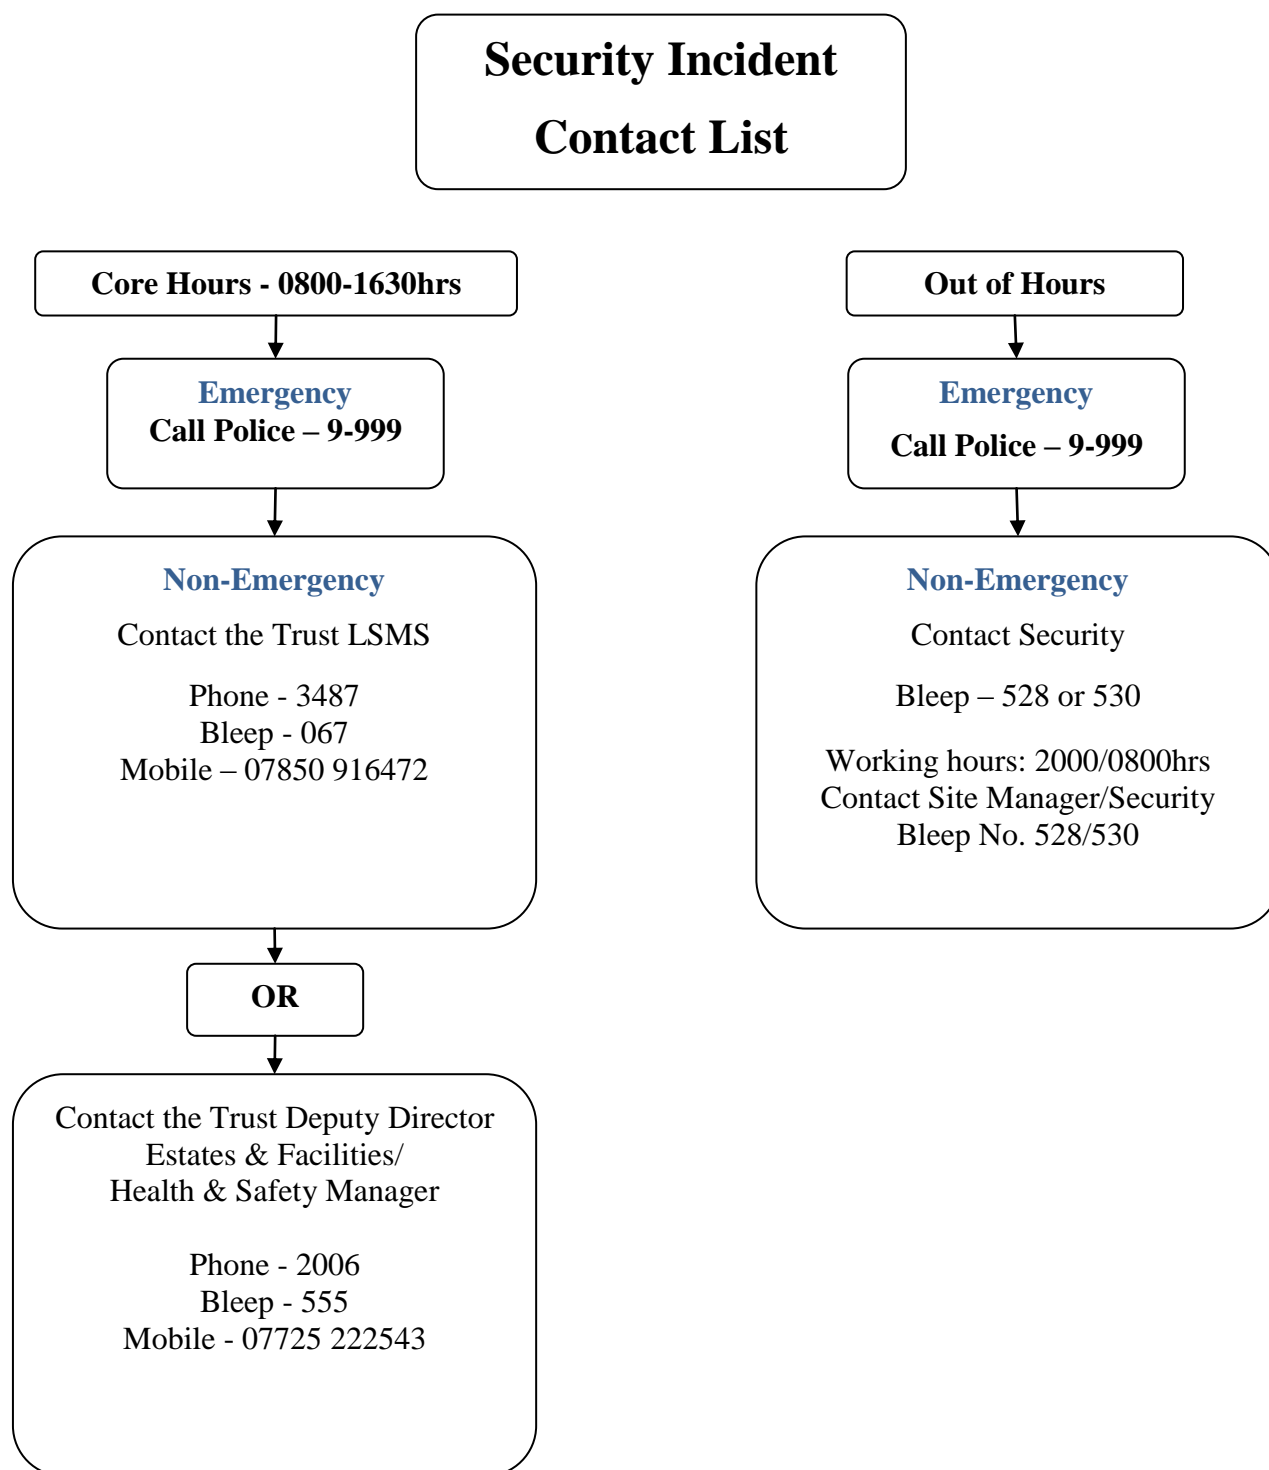 Security Incident
Contact List
Core Hours - 0800-1630hrs
Emergency
Call Police – 9-999
Non-Emergency
Contact the Trust LSMS
Phone - 3487
Bleep - 067
Mobile – 07850 916472
OR
Contact the Trust Deputy Director
Estates & Facilities/
Health & Safety Manager
Phone - 2006
Bleep - 555
Mobile - 07725 222543
Out of Hours
Emergency
Call Police – 9-999
Non-Emergency
Contact Security
Bleep – 528 or 530
Working hours: 2000/0800hrs
Contact Site Manager/Security
Bleep No. 528/530